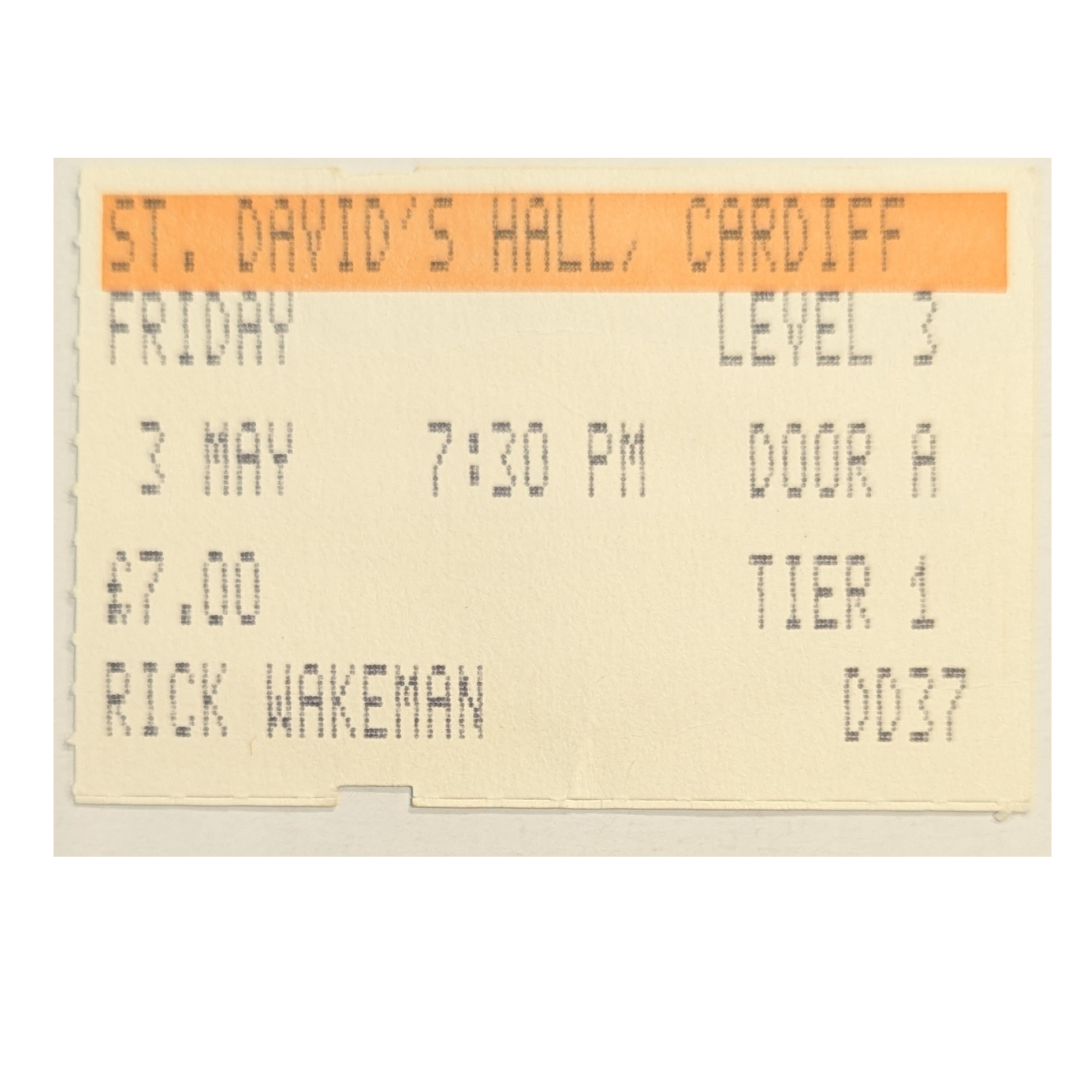 ST. DAVID'S HALL, CARDIFF
FRIDAY LEVEL 3
3 MAY 7:30 PM DOOR A
£7.00 TIER 1
RICK WAKEMAN DD37